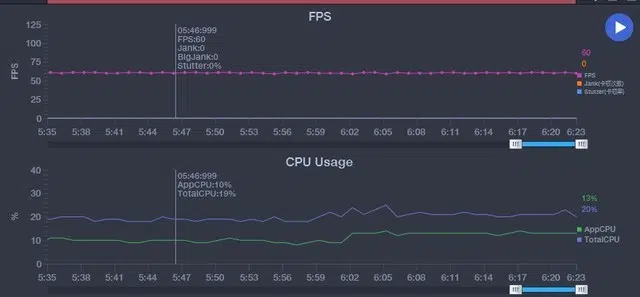 FPS
125
100
75
50
25
0
FPS
05:46:999
FPS:60
Jank:0
BigJank:0
Stutter:0%
60
0
FPS
Jank(卡顿次数)
Stutter(卡顿率)
5:35 5:38 5:41 5:44 5:47 5:50 5:53 5:56 5:59 6:02 6:05 6:08 6:11 6:14 6:17 6:20 6:23
CPU Usage
40
30
20
10
0
%
05:46:999
AppCPU:10%
TotalCPU:19%
13%
20%
AppCPU
TotalCPU
5:35 5:38 5:41 5:44 5:47 5:50 5:53 5:56 5:59 6:02 6:05 6:08 6:11 6:14 6:17 6:20 6:23